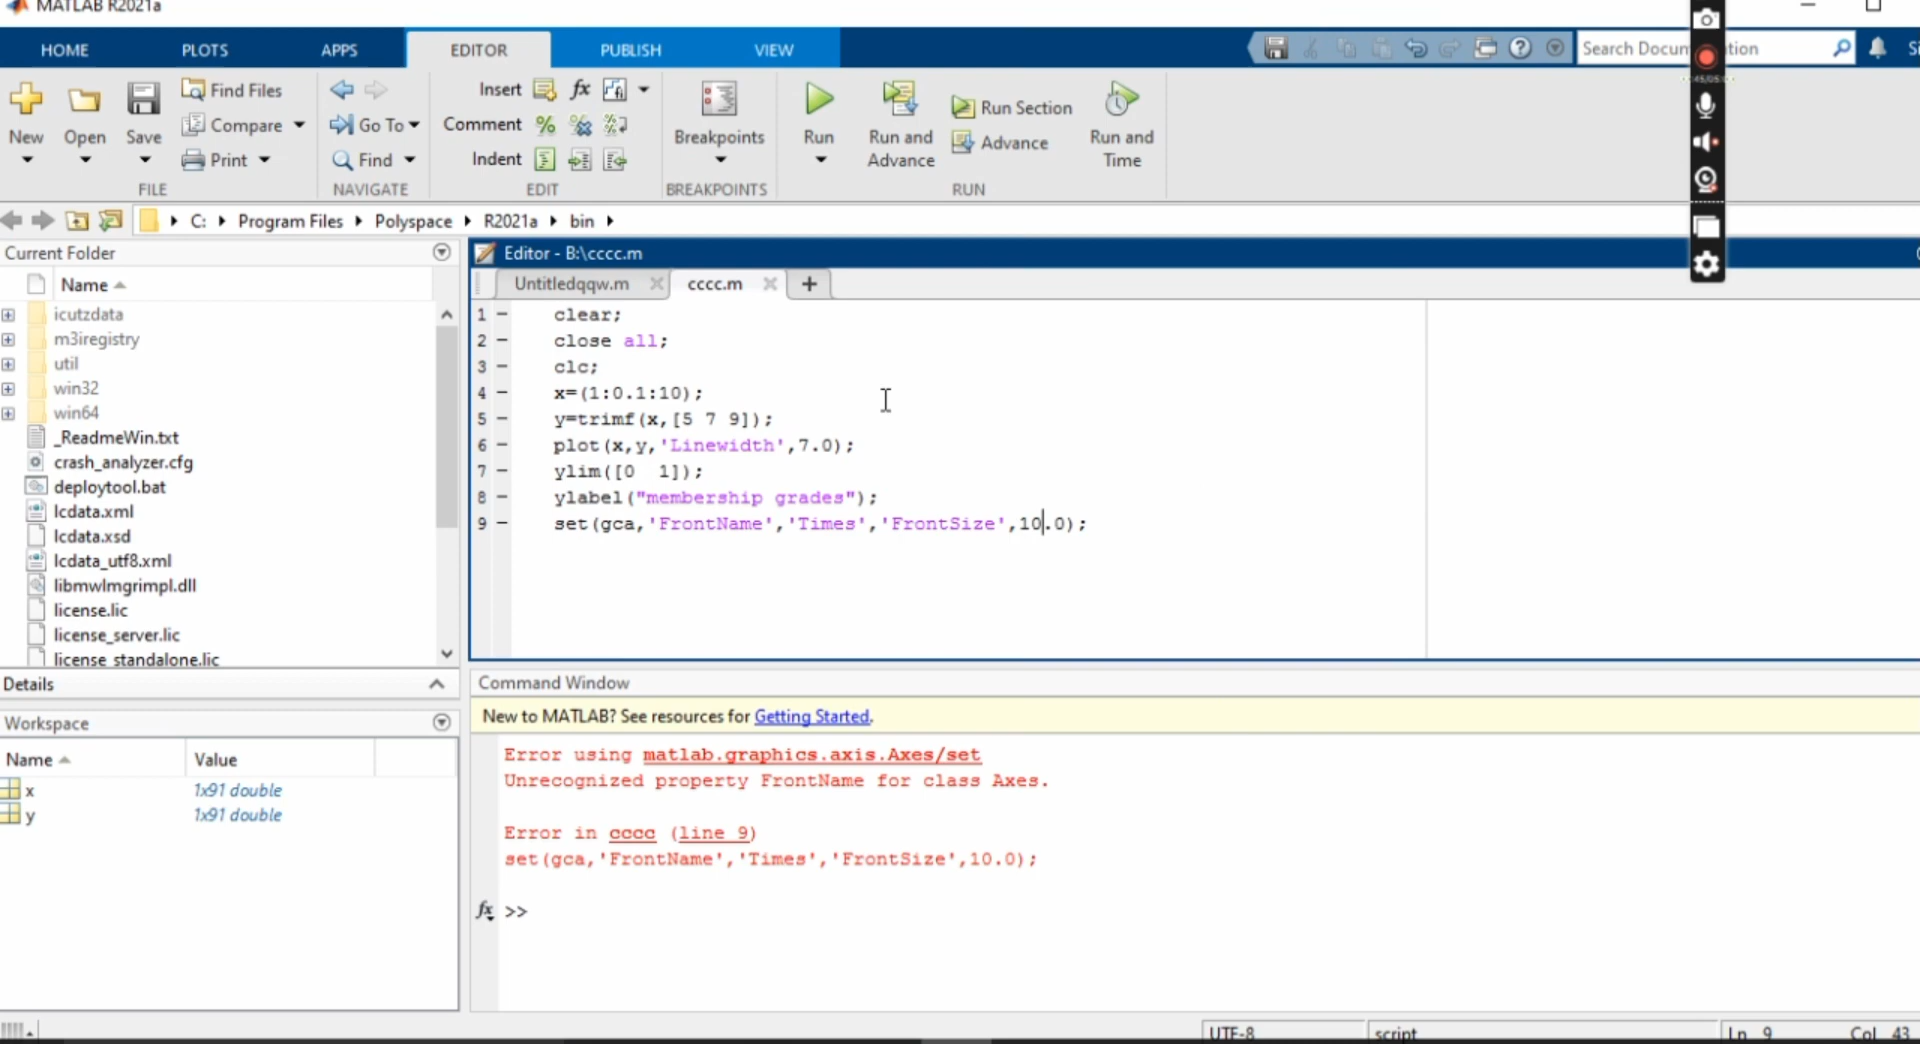 MATLAB R2021a
HOME PLOTS APPS EDITOR PUBLISH VIEW
Search Docum tion
New Open Save
Find Files
Compare
Print
Go To
Find
Insert fx
Comment
Indent
Breakpoints
Run
Run and Advance
Run Section
Advance
Run and Time
FILE NAVIGATE EDIT BREAKPOINTS RUN
C: Program Files Polyspace R2021a bin
Current Folder
Name
icutzdata
m3iregistry
util
win32
win64
_ReadmeWin.txt
crash_analyzer.cfg
deploytool.bat
lcdata.xml
lcdata.xsd
lcdata_utf8.xml
libmwlmgrimpl.dll
license.lic
license_server.lic
license_standalone.lic
Details
Workspace
Name Value
x 1x91 double
y 1x91 double
Editor - B:\cccc.m
Untitledqqw.m cccc.m +
1 - clear;
2 - close all;
3 - clc;
4 - x=(1:0.1:10);
5 - y=trimf(x,[5 7 9]);
6 - plot(x,y,'Linewidth',7.0);
7 - ylim([0 1]);
8 - ylabel("membership grades");
9 - set(gca,'FrontName','Times','FrontSize',10.0);
Command Window
New to MATLAB? See resources for Getting Started.
Error using matlab.graphics.axis.Axes/set
Unrecognized property FrontName for class Axes.
Error in cccc (line 9)
set(gca,'FrontName','Times','FrontSize',10.0);
fx >>
UTF-8 script Ln 9 Col 43